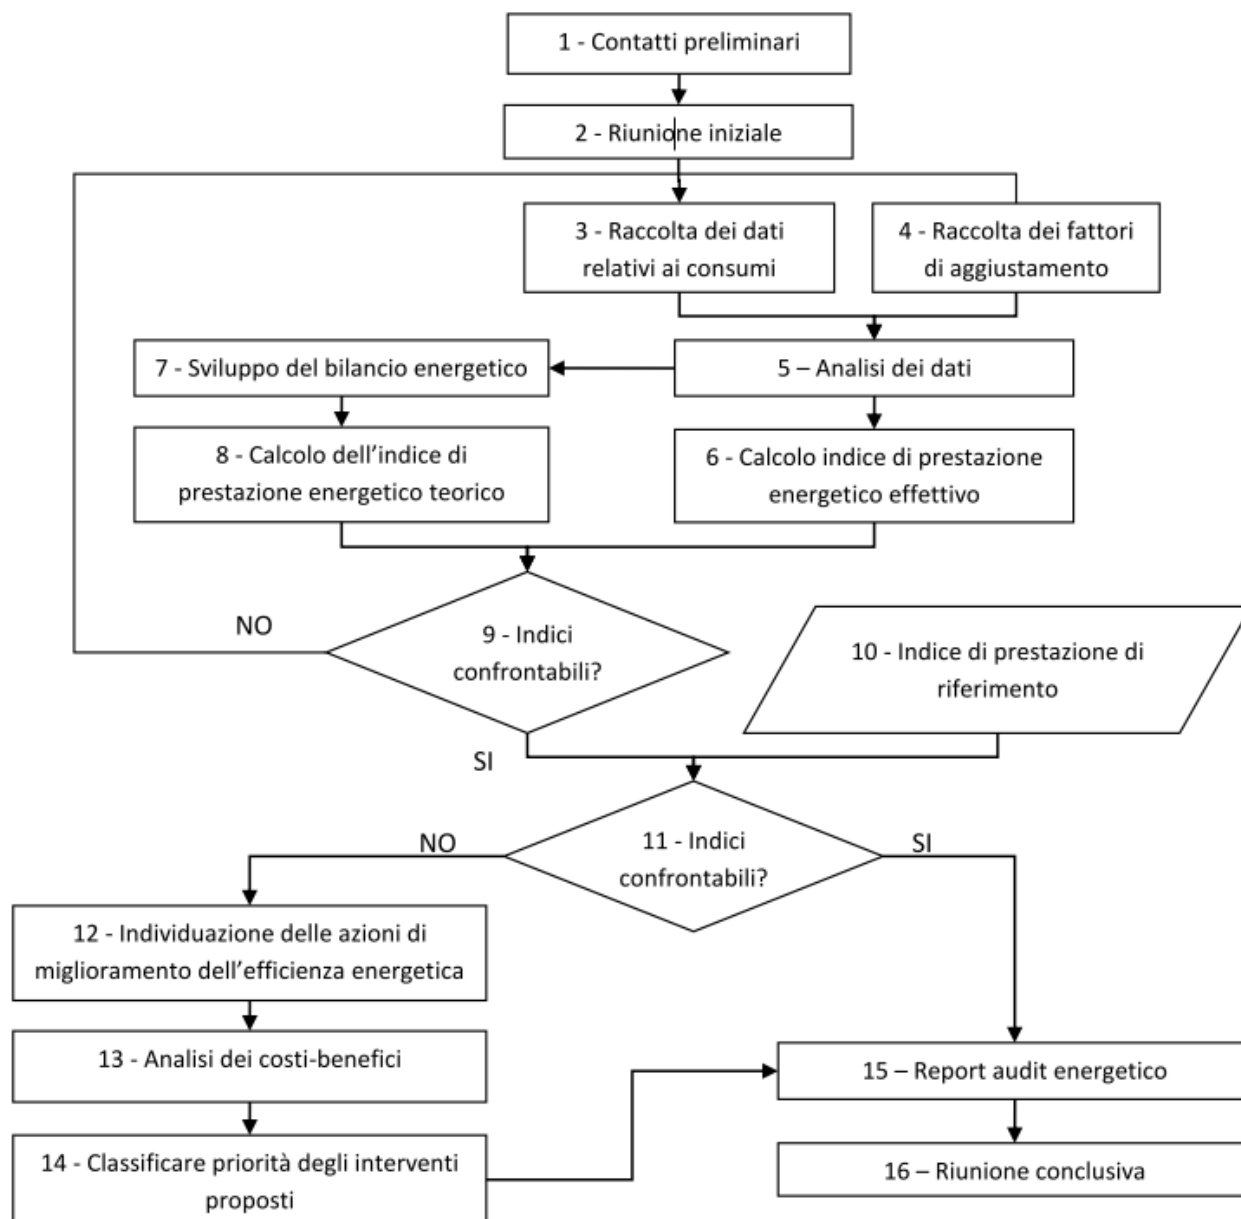 1 - Contatti preliminari
2 - Riunione iniziale
3 - Raccolta dei dati
relativi ai consumi
4 - Raccolta dei fattori
di aggiustamento
7 - Sviluppo del bilancio energetico
5 – Analisi dei dati
8 - Calcolo dell’indice di
prestazione energetico teorico
6 - Calcolo indice di prestazione
energetico effettivo
NO
9 - Indici
confrontabili?
10 - Indice di prestazione di
riferimento
SI
NO
11 - Indici
confrontabili?
SI
12 - Individuazione delle azioni di
miglioramento dell’efficienza energetica
13 - Analisi dei costi-benefici
15 – Report audit energetico
14 - Classificare priorità degli interventi
proposti
16 – Riunione conclusiva